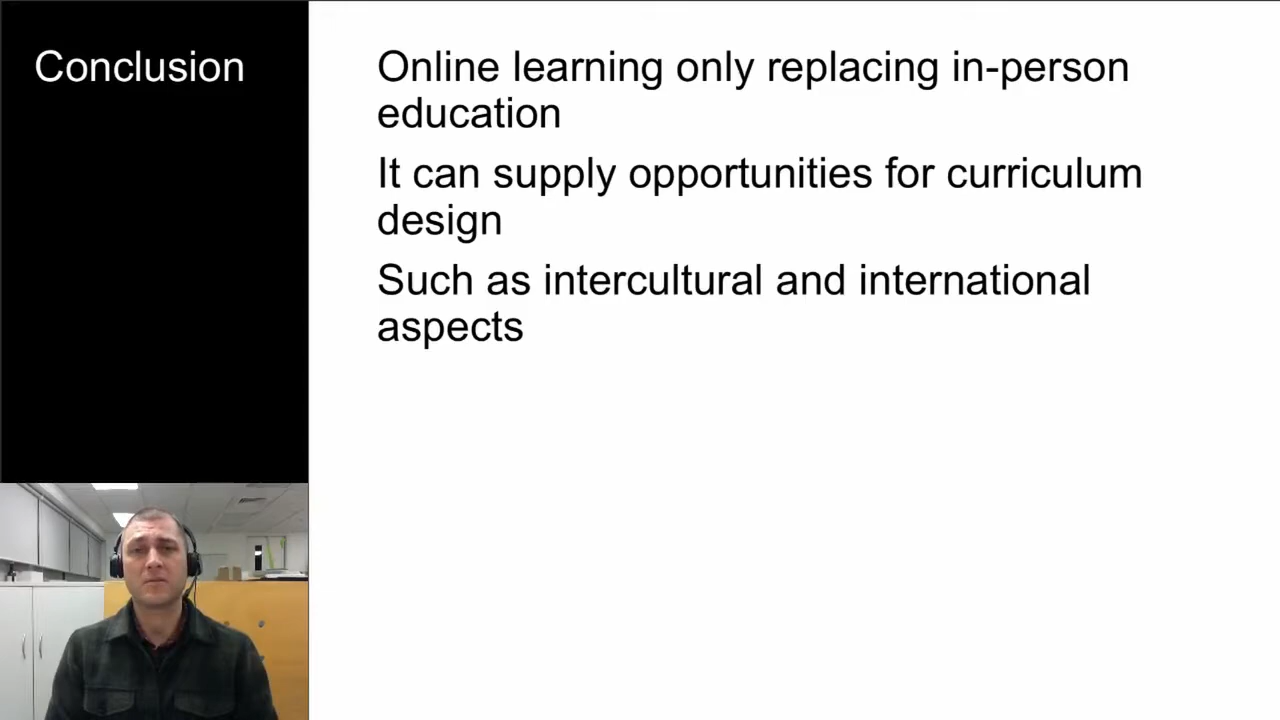 Conclusion
Online learning only replacing in-person
education
It can supply opportunities for curriculum
design
Such as intercultural and international
aspects